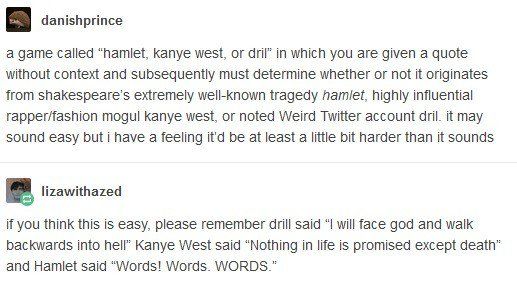 danishprince
a game called “hamlet, kanye west, or dril” in which you are given a quote
without context and subsequently must determine whether or not it originates
from shakespeare’s extremely well-known tragedy hamlet, highly influential
rapper/fashion mogul kanye west, or noted Weird Twitter account dril. it may
sound easy but i have a feeling it’d be at least a little bit harder than it sounds
lizawithazed
if you think this is easy, please remember drill said “I will face god and walk
backwards into hell” Kanye West said “Nothing in life is promised except death”
and Hamlet said “Words! Words. WORDS.”